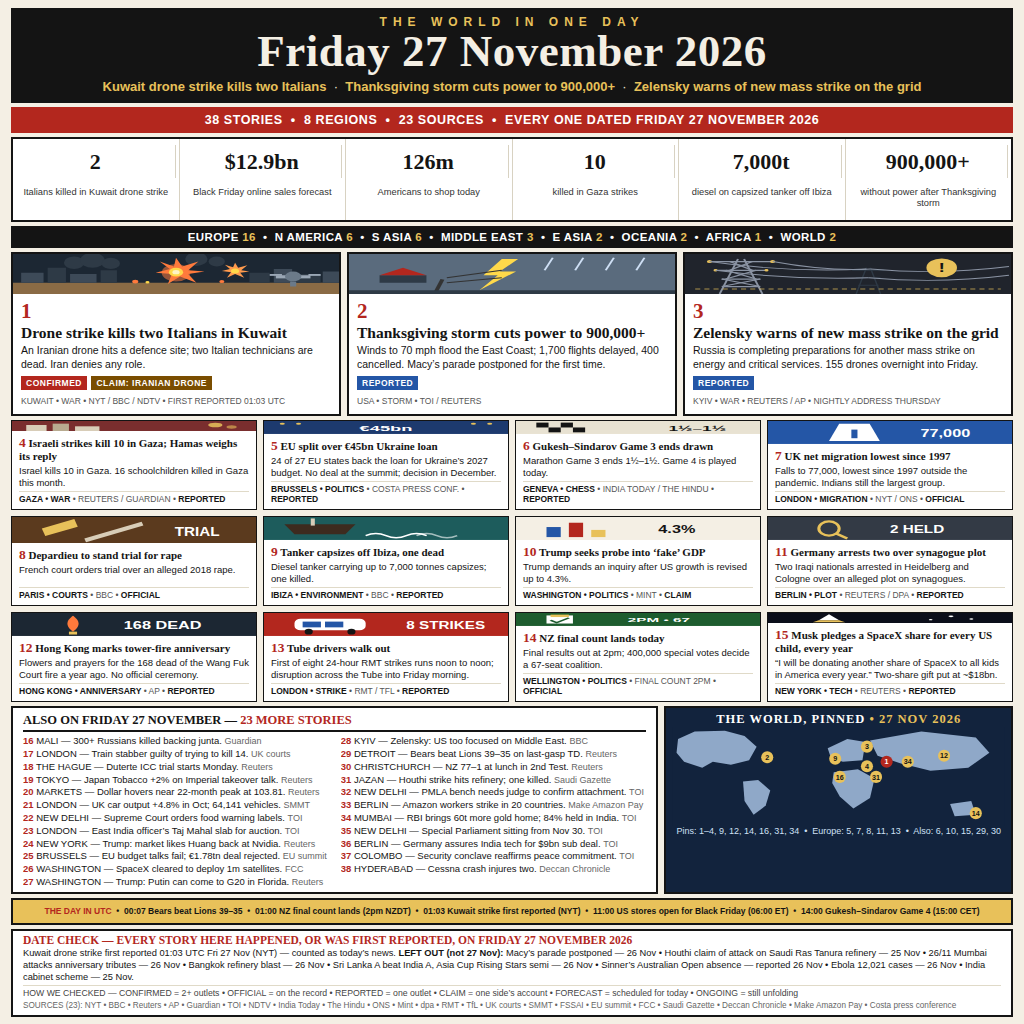 THE WORLD IN ONE DAY
Friday 27 November 2026
Kuwait drone strike kills two Italians · Thanksgiving storm cuts power to 900,000+ · Zelensky warns of new mass strike on the grid
38 STORIES • 8 REGIONS • 23 SOURCES • EVERY ONE DATED FRIDAY 27 NOVEMBER 2026
2
Italians killed in Kuwait drone strike
$12.9bn
Black Friday online sales forecast
126m
Americans to shop today
10
killed in Gaza strikes
7,000t
diesel on capsized tanker off Ibiza
900,000+
without power after Thanksgiving
storm
EUROPE 16 • N AMERICA 6 • S ASIA 6 • MIDDLE EAST 3 • E ASIA 2 • OCEANIA 2 • AFRICA 1 • WORLD 2
1
Drone strike kills two Italians in Kuwait
An Iranian drone hits a defence site; two Italian technicians are
dead. Iran denies any role.
CONFIRMED CLAIM: IRANIAN DRONE
KUWAIT • WAR • NYT / BBC / NDTV • FIRST REPORTED 01:03 UTC
2
Thanksgiving storm cuts power to 900,000+
Winds to 70 mph flood the East Coast; 1,700 flights delayed, 400
cancelled. Macy's parade postponed for the first time.
REPORTED
USA • STORM • TOI / REUTERS
!
3
Zelensky warns of new mass strike on the grid
Russia is completing preparations for another mass strike on
energy and critical services. 155 drones overnight into Friday.
REPORTED
KYIV • WAR • REUTERS / AP • NIGHTLY ADDRESS THURSDAY
4 Israeli strikes kill 10 in Gaza; Hamas weighs
its reply
Israel kills 10 in Gaza. 16 schoolchildren killed in Gaza
this month.
GAZA • WAR • REUTERS / GUARDIAN • REPORTED
€45bn
5 EU split over €45bn Ukraine loan
24 of 27 EU states back the loan for Ukraine's 2027
budget. No deal at the summit; decision in December.
BRUSSELS • POLITICS • COSTA PRESS CONF. •
REPORTED
1½–1½
6 Gukesh–Sindarov Game 3 ends drawn
Marathon Game 3 ends 1½–1½. Game 4 is played
today.
GENEVA • CHESS • INDIA TODAY / THE HINDU •
REPORTED
77,000
7 UK net migration lowest since 1997
Falls to 77,000, lowest since 1997 outside the
pandemic. Indians still the largest group.
LONDON • MIGRATION • NYT / ONS • OFFICIAL
TRIAL
8 Depardieu to stand trial for rape
French court orders trial over an alleged 2018 rape.
PARIS • COURTS • BBC • OFFICIAL
9 Tanker capsizes off Ibiza, one dead
Diesel tanker carrying up to 7,000 tonnes capsizes;
one killed.
IBIZA • ENVIRONMENT • BBC • REPORTED
4.3%
10 Trump seeks probe into ‘fake’ GDP
Trump demands an inquiry after US growth is revised
up to 4.3%.
WASHINGTON • POLITICS • MINT • CLAIM
2 HELD
11 Germany arrests two over synagogue plot
Two Iraqi nationals arrested in Heidelberg and
Cologne over an alleged plot on synagogues.
BERLIN • PLOT • REUTERS / DPA • REPORTED
168 DEAD
12 Hong Kong marks tower-fire anniversary
Flowers and prayers for the 168 dead of the Wang Fuk
Court fire a year ago. No official ceremony.
HONG KONG • ANNIVERSARY • AP • REPORTED
8 STRIKES
13 Tube drivers walk out
First of eight 24-hour RMT strikes runs noon to noon;
disruption across the Tube into Friday morning.
LONDON • STRIKE • RMT / TFL • REPORTED
2PM - 67
14 NZ final count lands today
Final results out at 2pm; 400,000 special votes decide
a 67-seat coalition.
WELLINGTON • POLITICS • FINAL COUNT 2PM •
OFFICIAL
15 Musk pledges a SpaceX share for every US
child, every year
“I will be donating another share of SpaceX to all kids
in America every year.” Two-share gift put at ~$18bn.
NEW YORK • TECH • REUTERS • REPORTED
ALSO ON FRIDAY 27 NOVEMBER — 23 MORE STORIES
16 MALI — 300+ Russians killed backing junta. Guardian
17 LONDON — Train stabber guilty of trying to kill 14. UK courts
18 THE HAGUE — Duterte ICC trial starts Monday. Reuters
19 TOKYO — Japan Tobacco +2% on Imperial takeover talk. Reuters
20 MARKETS — Dollar hovers near 22-month peak at 103.81. Reuters
21 LONDON — UK car output +4.8% in Oct; 64,141 vehicles. SMMT
22 NEW DELHI — Supreme Court orders food warning labels. TOI
23 LONDON — East India officer's Taj Mahal slab for auction. TOI
24 NEW YORK — Trump: market likes Huang back at Nvidia. Reuters
25 BRUSSELS — EU budget talks fail; €1.78tn deal rejected. EU summit
26 WASHINGTON — SpaceX cleared to deploy 1m satellites. FCC
27 WASHINGTON — Trump: Putin can come to G20 in Florida. Reuters
28 KYIV — Zelensky: US too focused on Middle East. BBC
29 DETROIT — Bears beat Lions 39–35 on last-gasp TD. Reuters
30 CHRISTCHURCH — NZ 77–1 at lunch in 2nd Test. Reuters
31 JAZAN — Houthi strike hits refinery; one killed. Saudi Gazette
32 NEW DELHI — PMLA bench needs judge to confirm attachment. TOI
33 BERLIN — Amazon workers strike in 20 countries. Make Amazon Pay
34 MUMBAI — RBI brings 60t more gold home; 84% held in India. TOI
35 NEW DELHI — Special Parliament sitting from Nov 30. TOI
36 BERLIN — Germany assures India tech for $9bn sub deal. TOI
37 COLOMBO — Security conclave reaffirms peace commitment. TOI
38 HYDERABAD — Cessna crash injures two. Deccan Chronicle
THE WORLD, PINNED • 27 NOV 2026
2
3
9
1
34
12
4
16
31
14
Pins: 1–4, 9, 12, 14, 16, 31, 34 • Europe: 5, 7, 8, 11, 13 • Also: 6, 10, 15, 29, 30
THE DAY IN UTC • 00:07 Bears beat Lions 39–35 • 01:00 NZ final count lands (2pm NZDT) • 01:03 Kuwait strike first reported (NYT) • 11:00 US stores open for Black Friday (06:00 ET) • 14:00 Gukesh–Sindarov Game 4 (15:00 CET)
DATE CHECK — EVERY STORY HERE HAPPENED, OR WAS FIRST REPORTED, ON FRIDAY 27 NOVEMBER 2026
Kuwait drone strike first reported 01:03 UTC Fri 27 Nov (NYT) — counted as today's news. LEFT OUT (not 27 Nov): Macy's parade postponed — 26 Nov • Houthi claim of attack on Saudi Ras Tanura refinery — 25 Nov • 26/11 Mumbai
attacks anniversary tributes — 26 Nov • Bangkok refinery blast — 26 Nov • Sri Lanka A beat India A, Asia Cup Rising Stars semi — 26 Nov • Sinner's Australian Open absence — reported 26 Nov • Ebola 12,021 cases — 26 Nov • India
cabinet scheme — 25 Nov.
HOW WE CHECKED — CONFIRMED = 2+ outlets • OFFICIAL = on the record • REPORTED = one outlet • CLAIM = one side's account • FORECAST = scheduled for today • ONGOING = still unfolding
SOURCES (23): NYT • BBC • Reuters • AP • Guardian • TOI • NDTV • India Today • The Hindu • ONS • Mint • dpa • RMT • TfL • UK courts • SMMT • FSSAI • EU summit • FCC • Saudi Gazette • Deccan Chronicle • Make Amazon Pay • Costa press conference